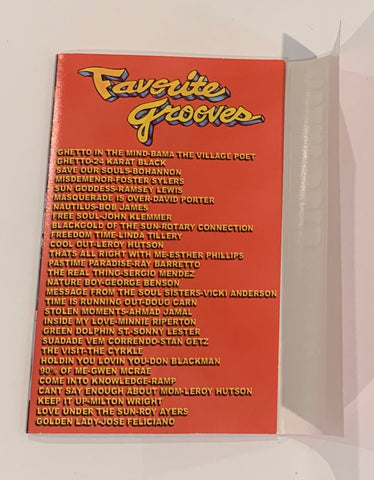 Favorite
Grooves
GHETTO IN THE MIND-BAMA THE VILLAGE POET
GHETTO-24 KARAT BLACK
SAVE OUR SOULS-BOHANNON
MISDEMENOR-FOSTER SYLERS
SUN GODDESS-RAMSEY LEWIS
MASQUERADE IS OVER-DAVID PORTER
NAUTILUS-BOB JAMES
FREE SOUL-JOHN KLEMMER
BLACKGOLD OF THE SUN-ROTARY CONNECTION
FREEDOM TIME-LINDA TILLERY
COOL OUT-LEROY HUTSON
THATS ALL RIGHT WITH ME-ESTHER PHILLIPS
PASTIME PARADISE-RAY BARRETTO
THE REAL THING-SERGIO MENDEZ
NATURE BOY-GEORGE BENSON
MESSAGE FROM THE SOUL SISTERS-VICKI ANDERSON
TIME IS RUNNING OUT-DOUG CARN
STOLEN MOMENTS-AHMAD JAMAL
INSIDE MY LOVE-MINNIE RIPERTON
GREEN DOLPHIN ST.-SONNY LESTER
SUADADE VEM CORRENDO-STAN GETZ
THE VISIT-THE CYRKLE
HOLDIN YOU LOVIN YOU-DON BLACKMAN
90% OF ME-GWEN MCRAE
COME INTO KNOWLEDGE-RAMP
CANT SAY ENOUGH ABOUT MOM-LEROY HUTSON
KEEP IT UP-MILTON WRIGHT
LOVE UNDER THE SUN-ROY AYERS
GOLDEN LADY-JOSE FELICIANO